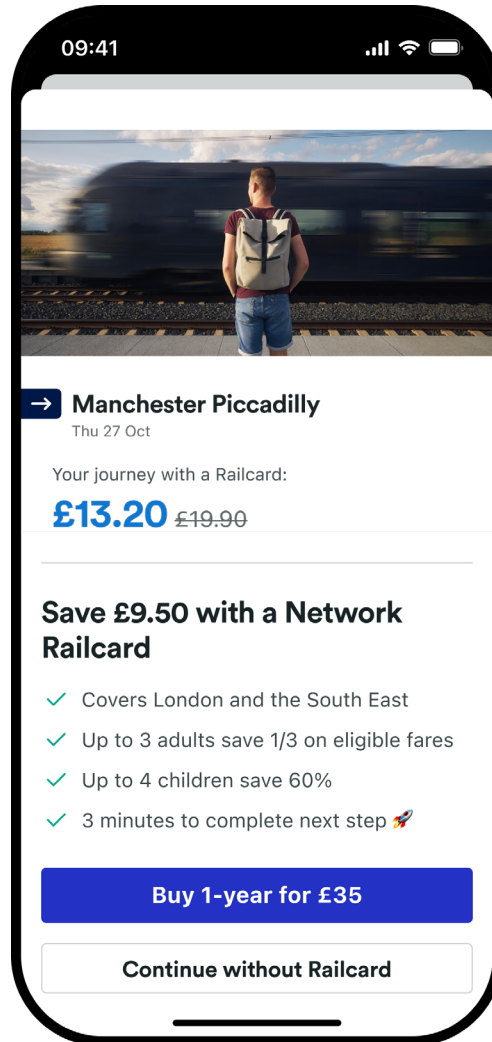 09:41
Manchester Piccadilly
Thu 27 Oct
Your journey with a Railcard:
£13.20 £19.90
Save £9.50 with a Network
Railcard
Covers London and the South East
Up to 3 adults save 1/3 on eligible fares
Up to 4 children save 60%
3 minutes to complete next step 🚀
Buy 1-year for £35
Continue without Railcard